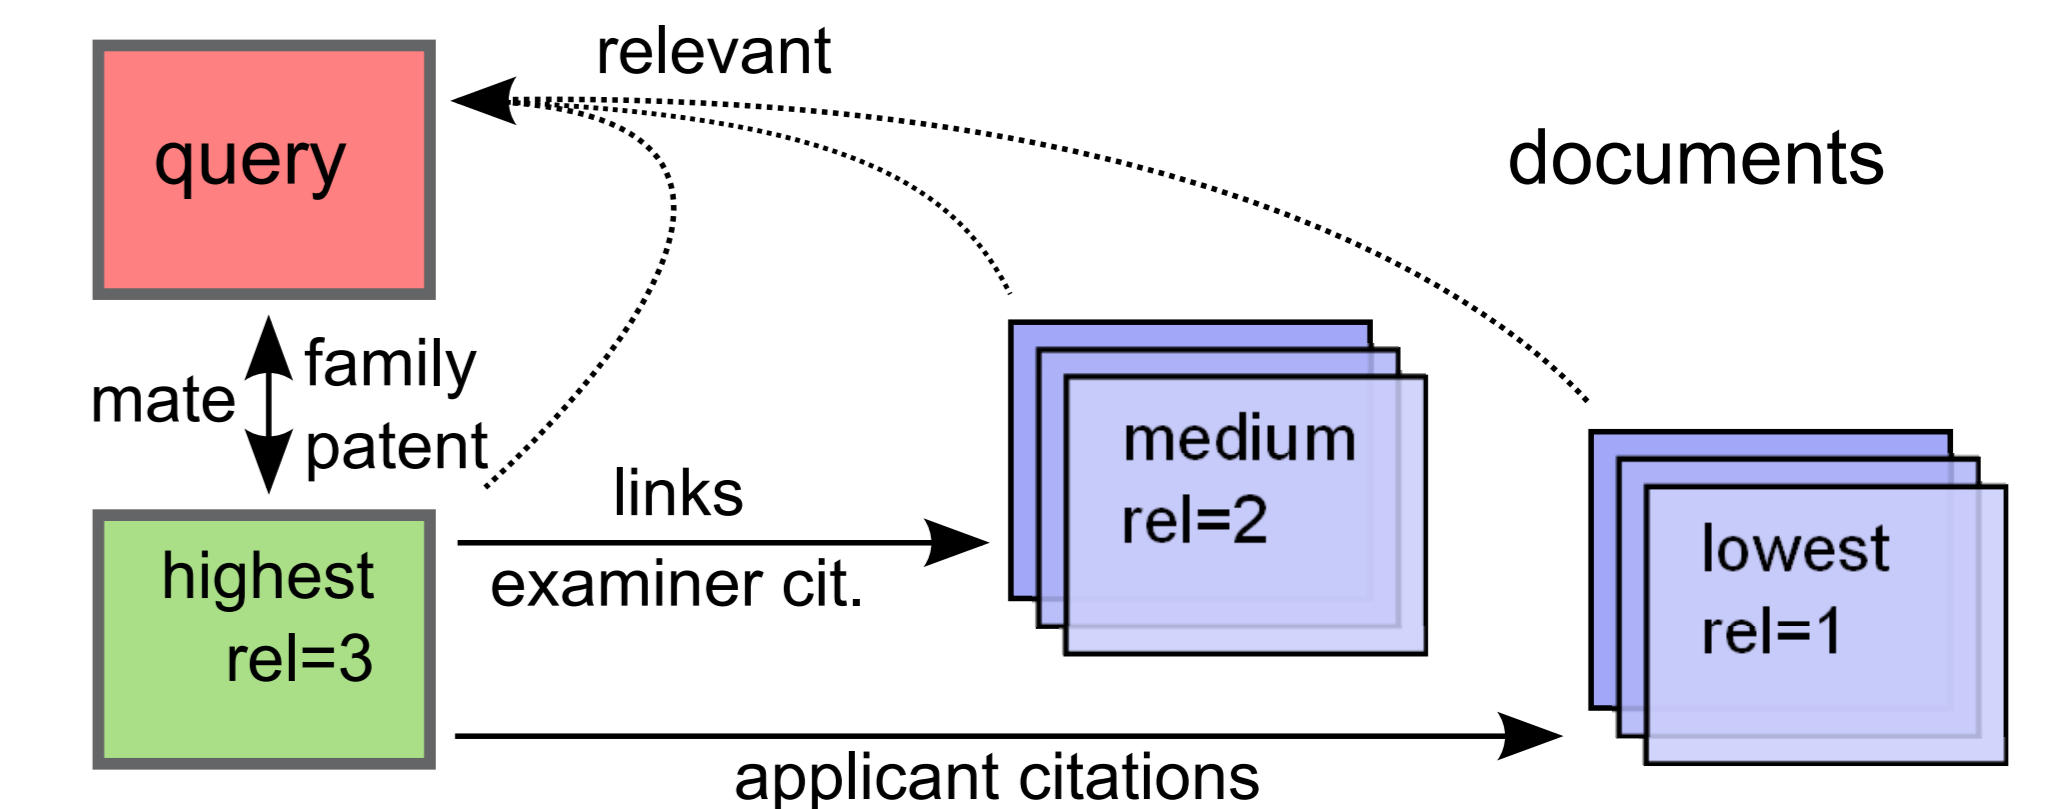 relevant
query
documents
mate
family
patent
links
examiner cit.
highest
rel=3
medium
rel=2
lowest
rel=1
applicant citations